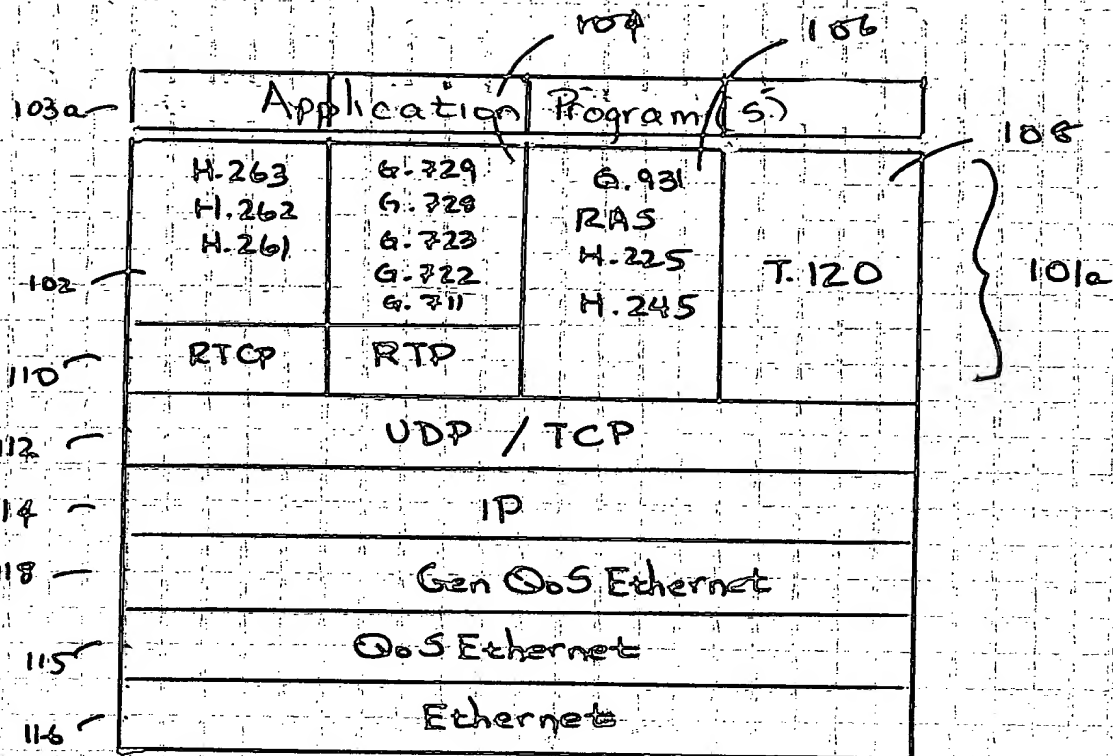 104 106
103a Application Program(s)
108
H.263 G.729 Q.931
H.262 G.728 RAS
H.261 G.723 H.225
G.722 H.245 T.120 101a
102 G.711
110 RTCP RTP
112 UDP / TCP
114 IP
118 Gen QoS Ethernet
115 QoS Ethernet
116 Ethernet